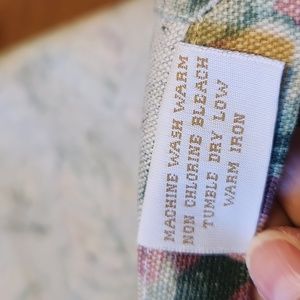 MACHINE WASH WARM
NON CHLORINE BLEACH
TUMBLE DRY LOW
WARM IRON